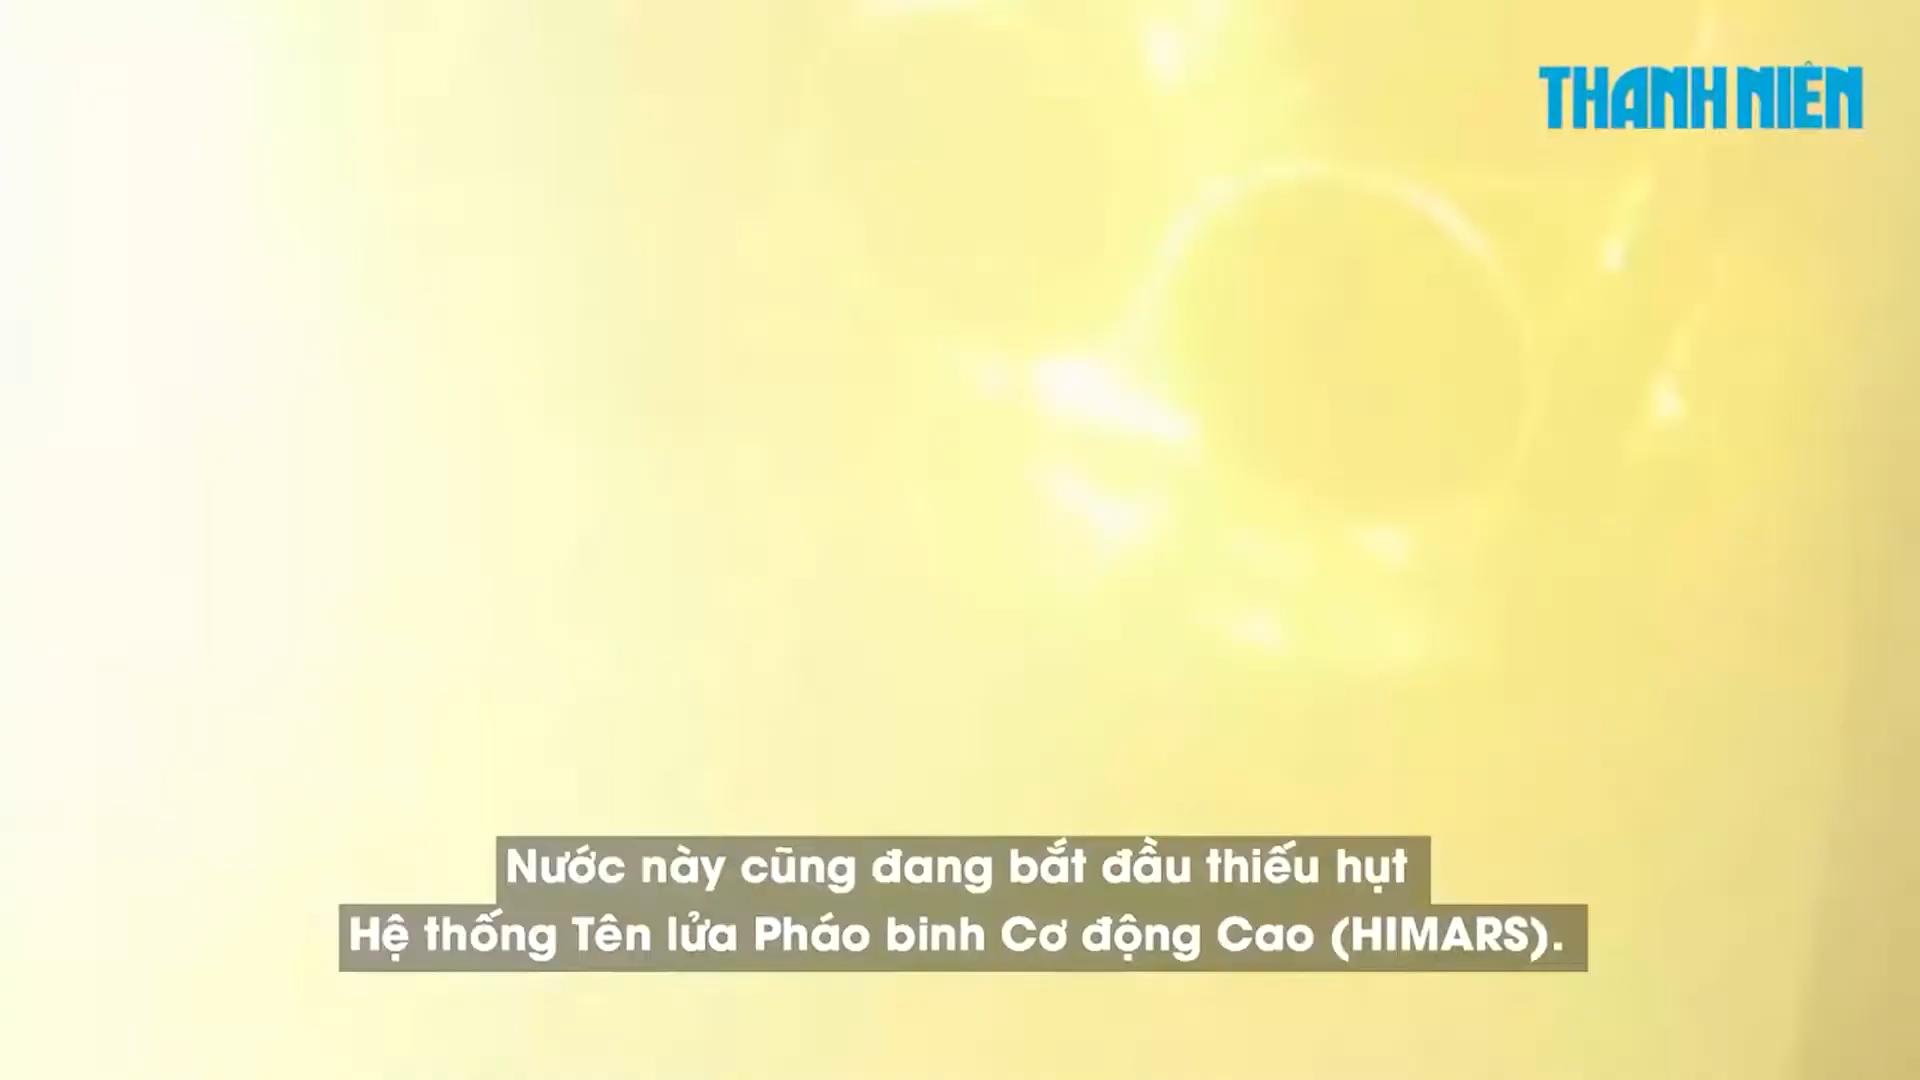 THANH NIÊN
Nước này cũng đang bắt đầu thiếu hụt
Hệ thống Tên lửa Pháo binh Cơ động Cao (HIMARS).